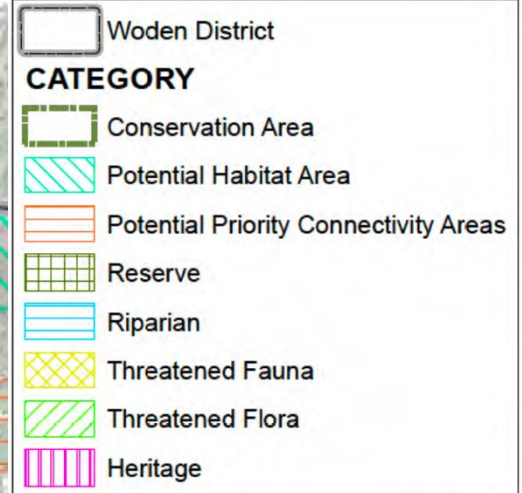 Woden District
CATEGORY
Conservation Area
Potential Habitat Area
Potential Priority Connectivity Areas
Reserve
Riparian
Threatened Fauna
Threatened Flora
Heritage